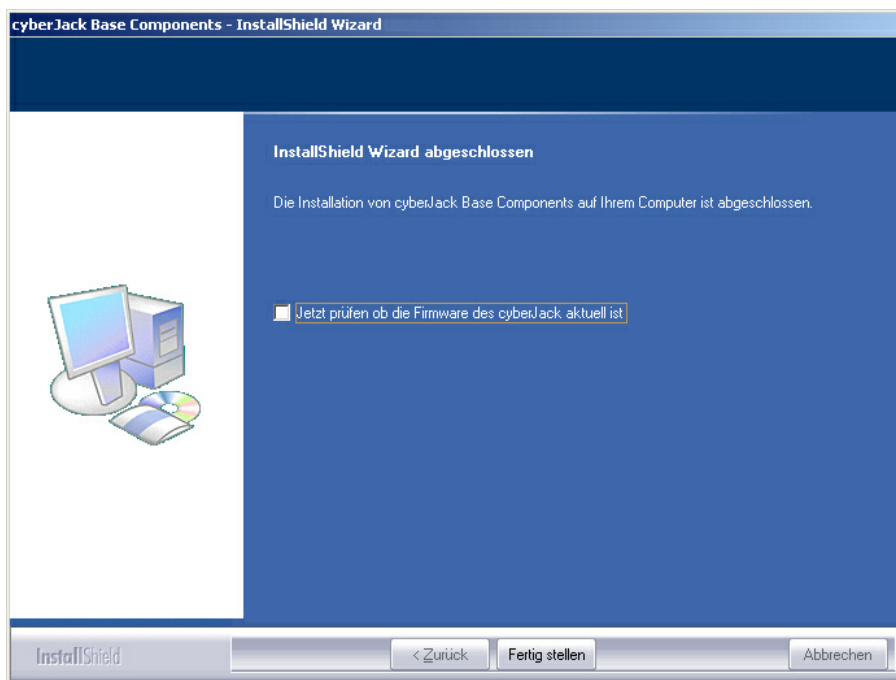 cyberJack Base Components - InstallShield Wizard
InstallShield Wizard abgeschlossen
Die Installation von cyberJack Base Components auf Ihrem Computer ist abgeschlossen.
Jetzt prüfen ob die Firmware des cyberJack aktuell ist
InstallShield
< Zurück
Fertig stellen
Abbrechen